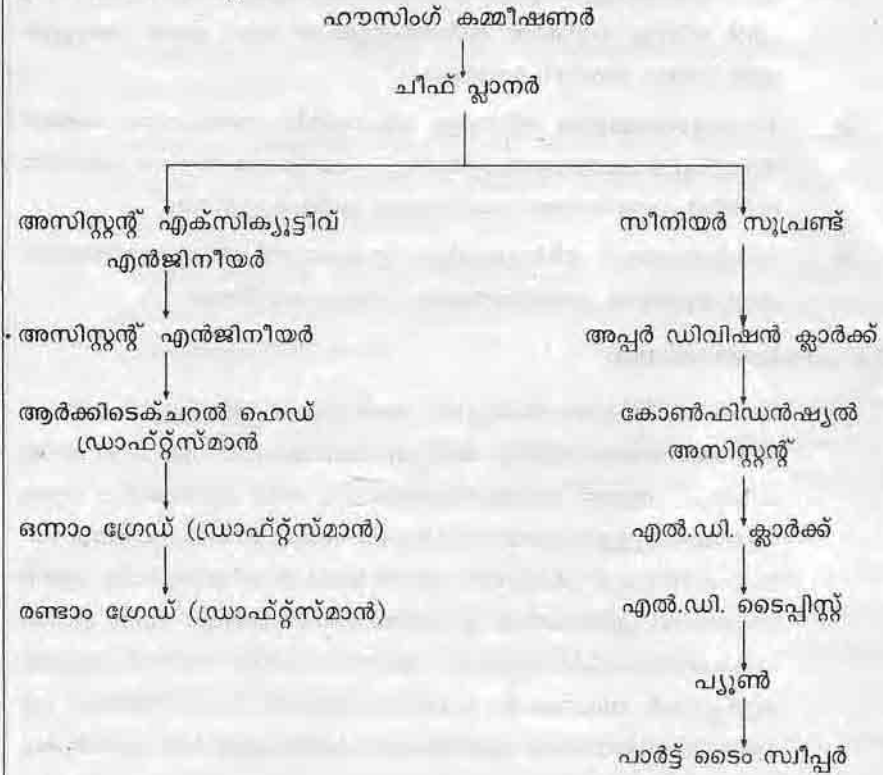 ഹൗസിംഗ് കമ്മീഷണർ
ചീഫ് പ്ലാനർ
അസിസ്റ്റന്റ് എക്സിക്യൂട്ടീവ്
എൻജിനീയർ
അസിസ്റ്റന്റ് എൻജിനീയർ
ആർക്കിടെക്ചറൽ ഹെഡ്
ഡ്രാഫ്റ്റ്സ്മാൻ
ഒന്നാം ഗ്രേഡ് (ഡ്രാഫ്റ്റ്സ്മാൻ)
രണ്ടാം ഗ്രേഡ് (ഡ്രാഫ്റ്റ്സ്മാൻ)
സീനിയർ സൂപ്രണ്ട്
അപ്പർ ഡിവിഷൻ ക്ലാർക്ക്
കോൺഫിഡൻഷ്യൽ
അസിസ്റ്റന്റ്
എൽ.ഡി. ക്ലാർക്ക്
എൽ.ഡി. ടൈപ്പിസ്റ്റ്
പ്യൂൺ
പാർട്ട് ടൈം സ്വീപ്പർ